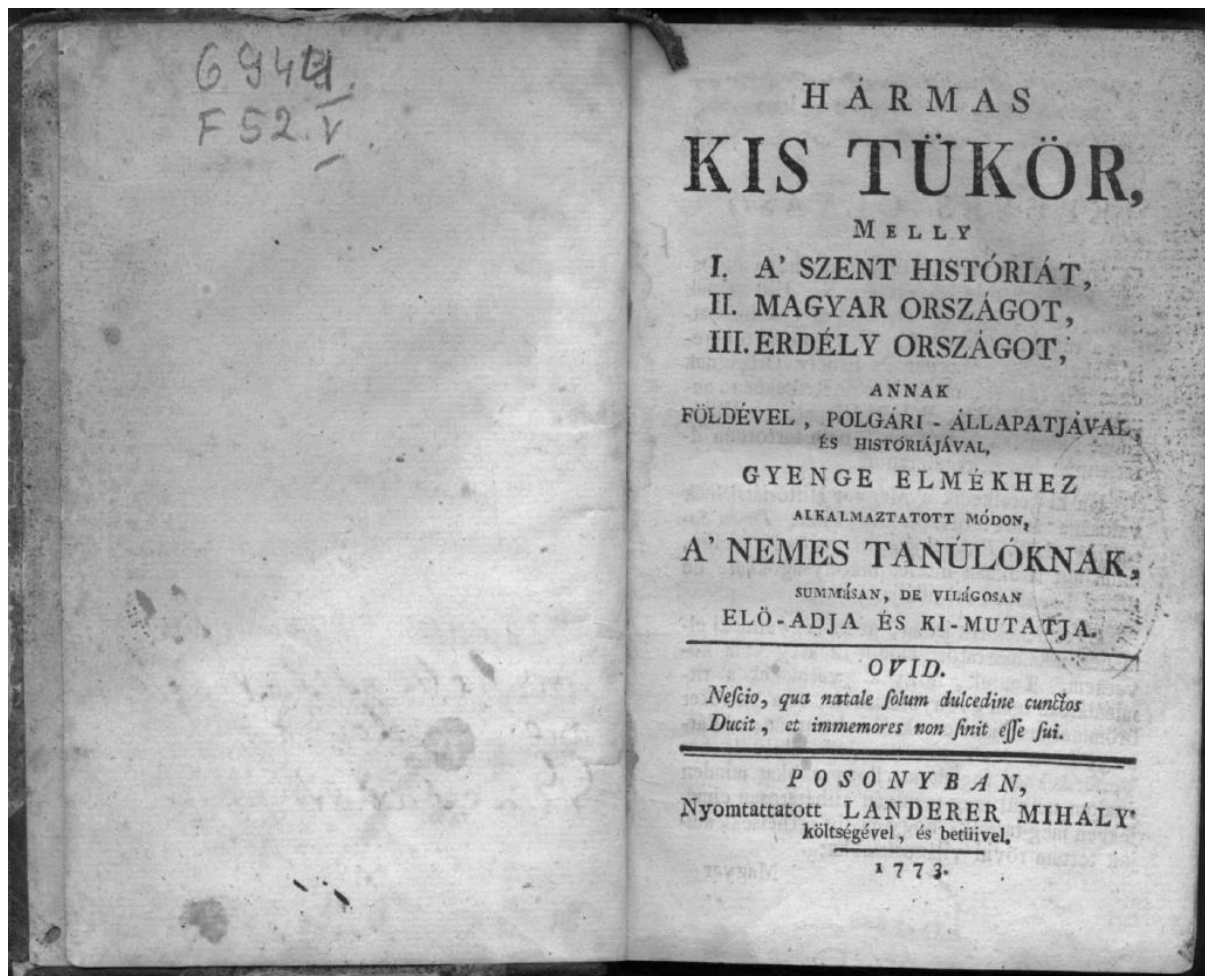 F 52.V
HÁRMAS
KIS TÜKÖR,
MELLY
I. A' SZENT HISTÓRIÁT,
II. MAGYAR ORSZÁGOT,
III. ERDÉLY ORSZÁGOT,
ANNAK
FÖLDÉVEL, POLGÁRI - ÁLLAPATJÁVAL,
ÉS HISTÓRIÁJÁVAL,
GYENGE ELMÉKHEZ
ALKALMAZTATOTT MÓDON,
A' NEMES TANÚLÓKNAK,
SUMMÁSAN, DE VILÁGOSAN
ELÖ-ADJA ÉS KI-MUTATJA.
OVID.
Neſcio, qua natale ſolum dulcedine cunctos
Ducit, et immemores non ſinit eſſe ſui.
POSONYBAN,
Nyomtattatott LANDERER MIHÁLY'
költségével, és betüivel.
1773.